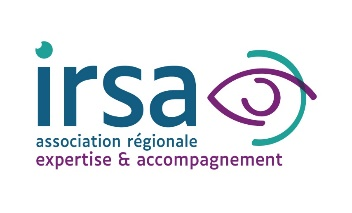 irsa
association régionale
expertise & accompagnement